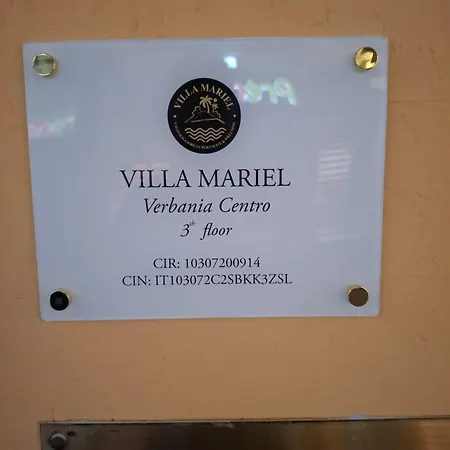 VILLA MARIEL
VILLA MARIEL
Verbania Centro
3th floor
CIR: 10307200914
CIN: IT103072C2SBKK3ZSL